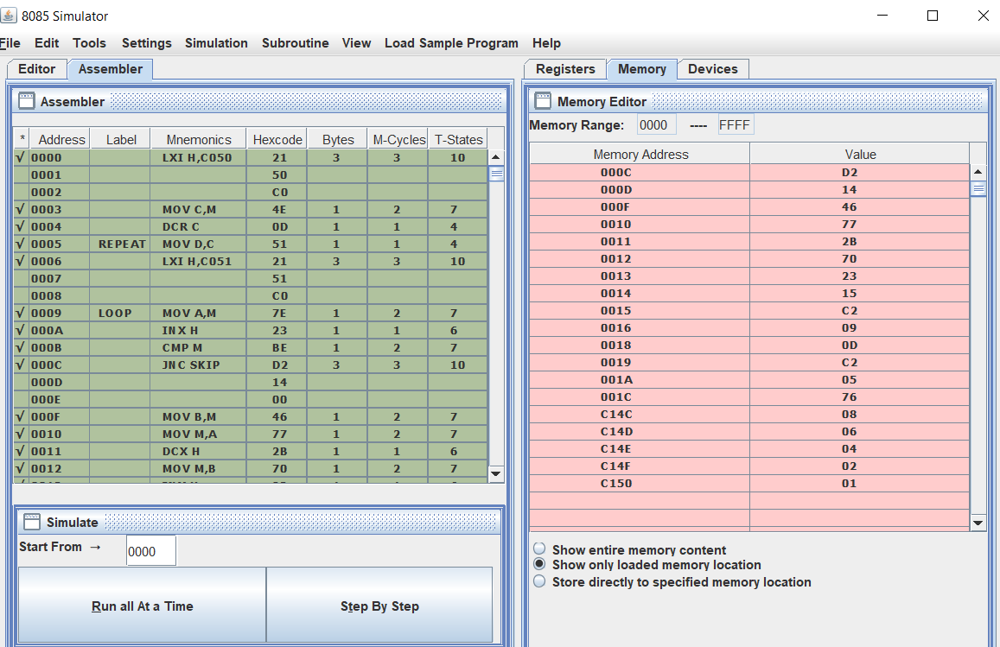 8085 Simulator
File Edit Tools Settings Simulation Subroutine View Load Sample Program Help
Editor Assembler
Assembler
* Address Label Mnemonics Hexcode Bytes M-Cycles T-States
√ 0000 LXI H,C050 21 3 3 10
0001 50
0002 C0
√ 0003 MOV C,M 4E 1 2 7
√ 0004 DCR C 0D 1 1 4
√ 0005 REPEAT MOV D,C 51 1 1 4
√ 0006 LXI H,C051 21 3 3 10
0007 51
0008 C0
√ 0009 LOOP MOV A,M 7E 1 2 7
√ 000A INX H 23 1 1 6
√ 000B CMP M BE 1 2 7
√ 000C JNC SKIP D2 3 3 10
000D 14
000E 00
√ 000F MOV B,M 46 1 2 7
√ 0010 MOV M,A 77 1 2 7
√ 0011 DCX H 2B 1 1 6
√ 0012 MOV M,B 70 1 2 7
Simulate
Start From → 0000
Run all At a Time Step By Step
Registers Memory Devices
Memory Editor
Memory Range: 0000 ---- FFFF
Memory Address Value
000C D2
000D 14
000F 46
0010 77
0011 2B
0012 70
0013 23
0014 15
0015 C2
0016 09
0018 0D
0019 C2
001A 05
001C 76
C14C 08
C14D 06
C14E 04
C14F 02
C150 01
Show entire memory content
Show only loaded memory location
Store directly to specified memory location